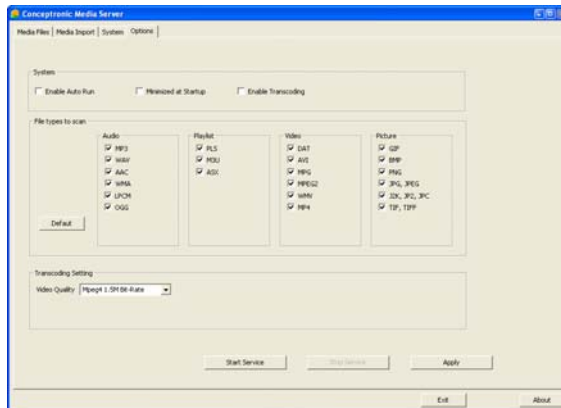 Conceptronic Media Server
Media Files Media Import System Options
System
Enable Auto Run Minimized at Startup Enable Transcoding
File types to scan
Audio Playlist Video Picture
MP3 PLS DAT GIF
WAV M3U AVI BMP
AAC ASX MPG PNG
WMA MPEG2 JPG, JPEG
LPCM WMV J2K, JP2, JPC
OGG MP4 TIF, TIFF
Default
Transcoding Setting
Video Quality Mpeg4 1.5M Bit-Rate
Start Service Stop Service Apply
Exit About